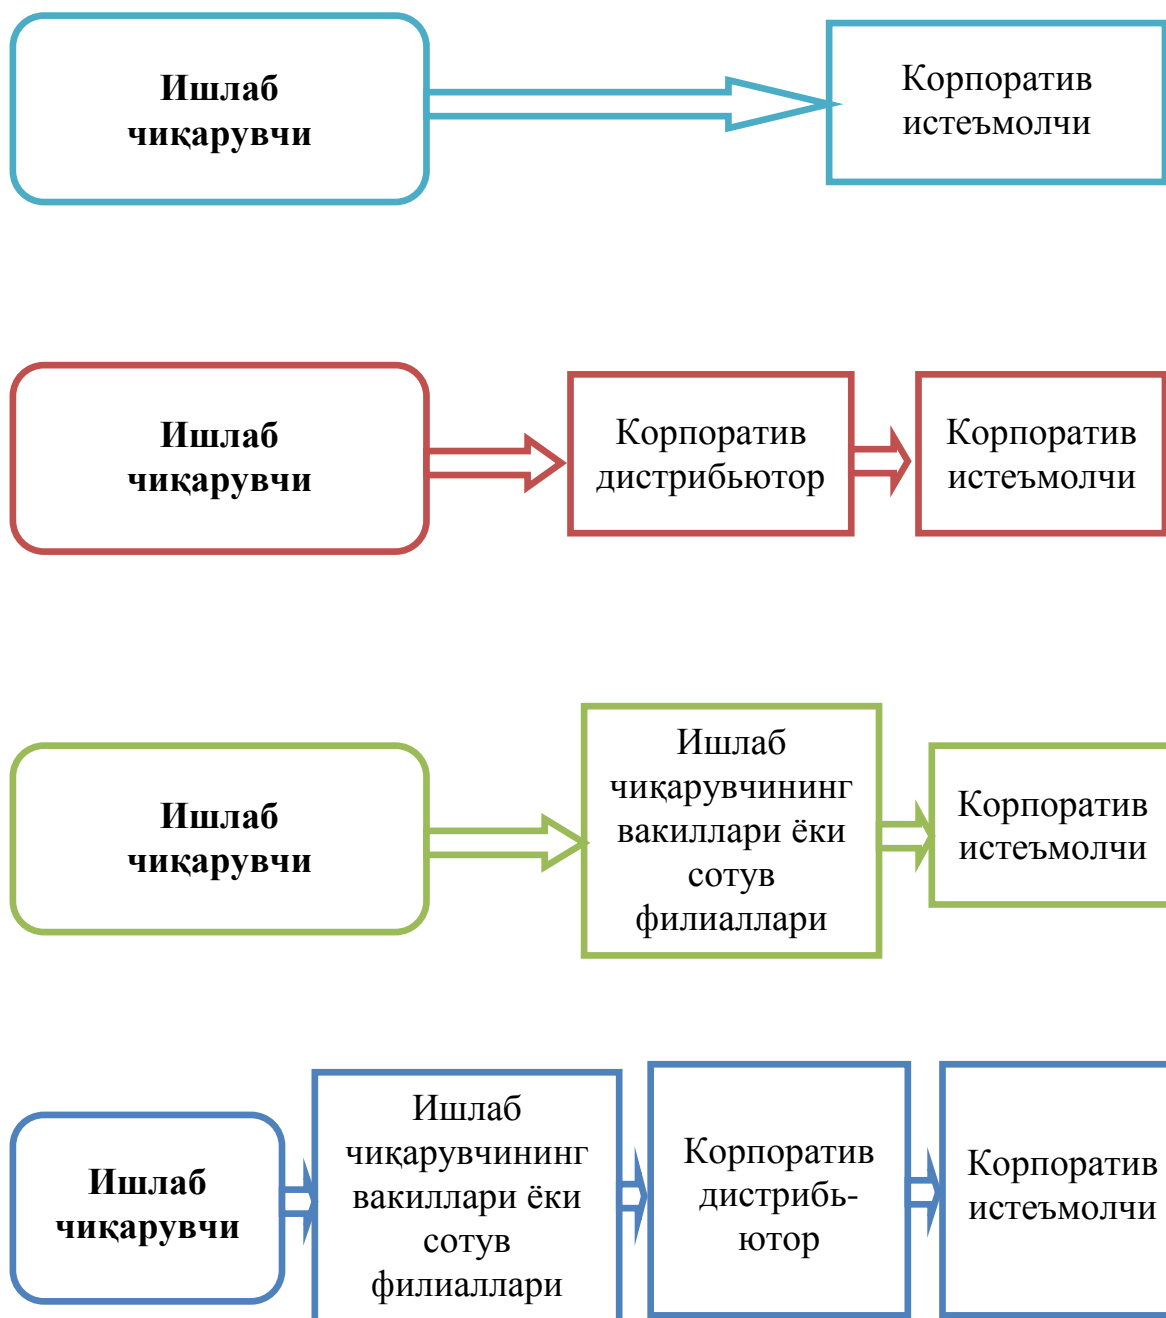 Ишлаб
чиқарувчи
Корпоратив
истеъмолчи
Ишлаб
чиқарувчи
Корпоратив
дистрибьютор
Корпоратив
истеъмолчи
Ишлаб
чиқарувчи
Ишлаб
чиқарувчининг
вакиллари ёки
сотув
филиаллари
Корпоратив
истеъмолчи
Ишлаб
чиқарувчи
Ишлаб
чиқарувчининг
вакиллари ёки
сотув
филиаллари
Корпоратив
дистрибь-
ютор
Корпоратив
истеъмолчи